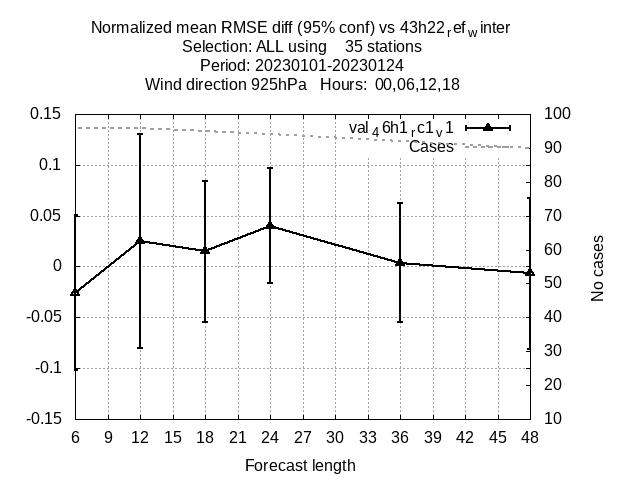 Normalized mean RMSE diff (95% conf) vs 43h22refwinter
Selection: ALL using 35 stations
Period: 20230101-20230124
Wind direction 925hPa Hours: 00,06,12,18
val46h1rc1v1
Cases
0.15
0.1
0.05
0
-0.05
-0.1
-0.15
100
90
80
70
60
50
40
30
20
10
No cases
6 9 12 15 18 21 24 27 30 33 36 39 42 45 48
Forecast length